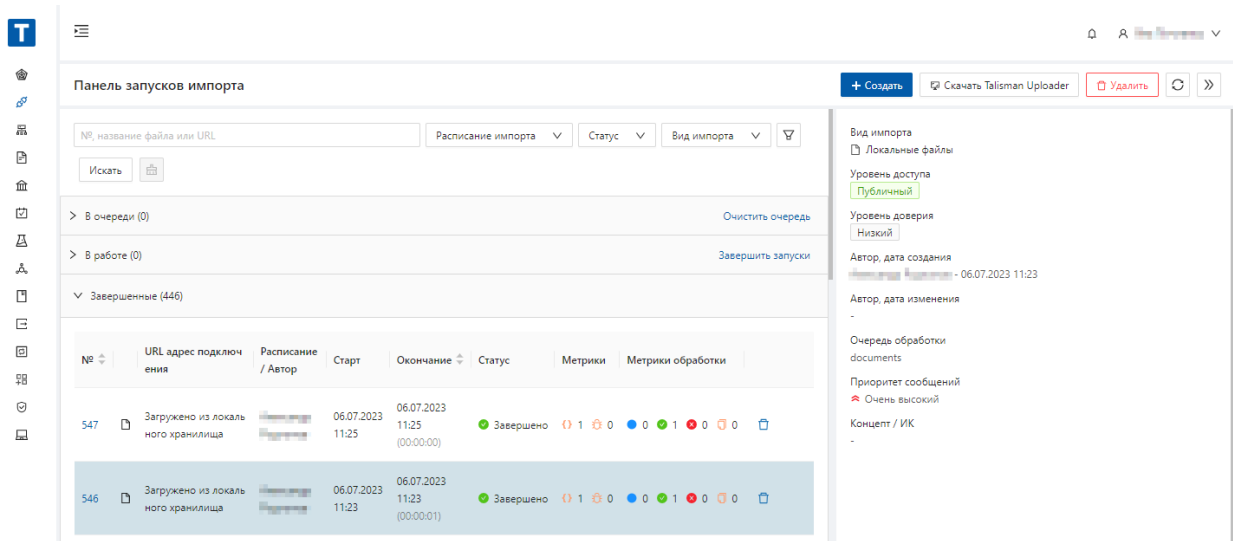 T
Панель запусков импорта
+ Создать
Скачать Talisman Uploader
Удалить
№, название файла или URL
Расписание импорта
Статус
Вид импорта
Искать
В очереди (0)
Очистить очередь
В работе (0)
Завершить запуски
Завершенные (446)
№
URL адрес подключ
ения
Расписание
/ Автор
Старт
Окончание
Статус
Метрики
Метрики обработки
547
Загружено из локаль
ного хранилища
06.07.2023
11:25
06.07.2023
11:25
(00:00:00)
Завершено
1 0
0 1 0 0
546
Загружено из локаль
ного хранилища
06.07.2023
11:23
06.07.2023
11:23
(00:00:01)
Завершено
1 0
0 1 0 0
Вид импорта
Локальные файлы
Уровень доступа
Публичный
Уровень доверия
Низкий
Автор, дата создания
- 06.07.2023 11:23
Автор, дата изменения
-
Очередь обработки
documents
Приоритет сообщений
Очень высокий
Концепт / ИК
-